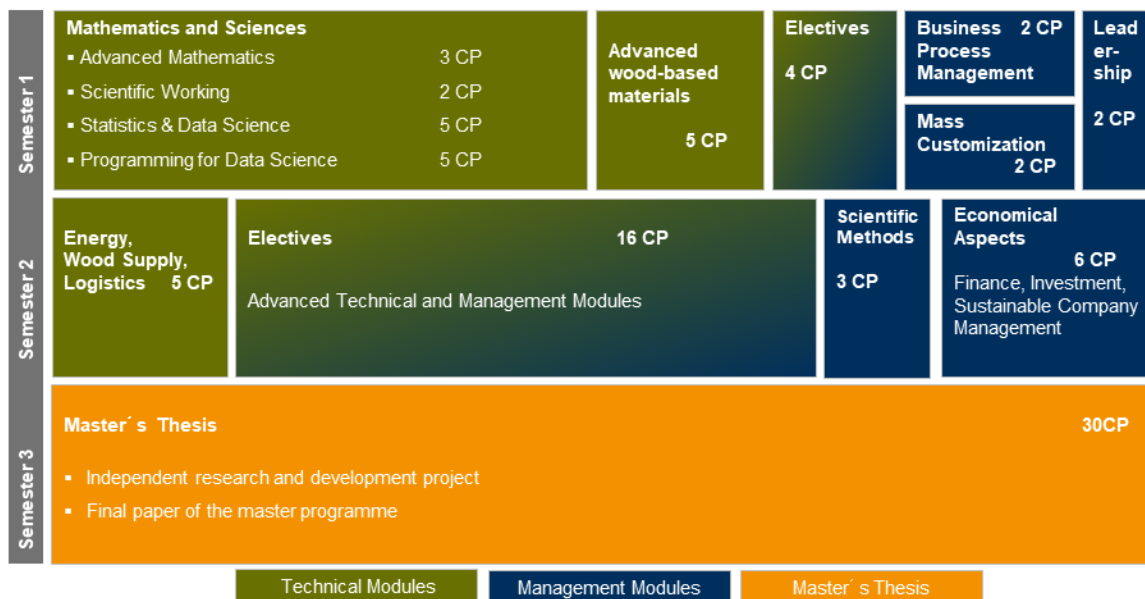 Semester 1
Mathematics and Sciences
▪ Advanced Mathematics 3 CP
▪ Scientific Working 2 CP
▪ Statistics & Data Science 5 CP
▪ Programming for Data Science 5 CP
Advanced
wood-based
materials
5 CP
Electives
4 CP
Business 2 CP
Process
Management
Mass
Customization
2 CP
Lead
er-
ship
2 CP
Semester 2
Energy,
Wood Supply,
Logistics 5 CP
Electives 16 CP
Advanced Technical and Management Modules
Scientific
Methods
3 CP
Economical
Aspects
6 CP
Finance, Investment,
Sustainable Company
Management
Semester 3
Master´s Thesis 30CP
▪ Independent research and development project
▪ Final paper of the master programme
Technical Modules
Management Modules
Master´s Thesis